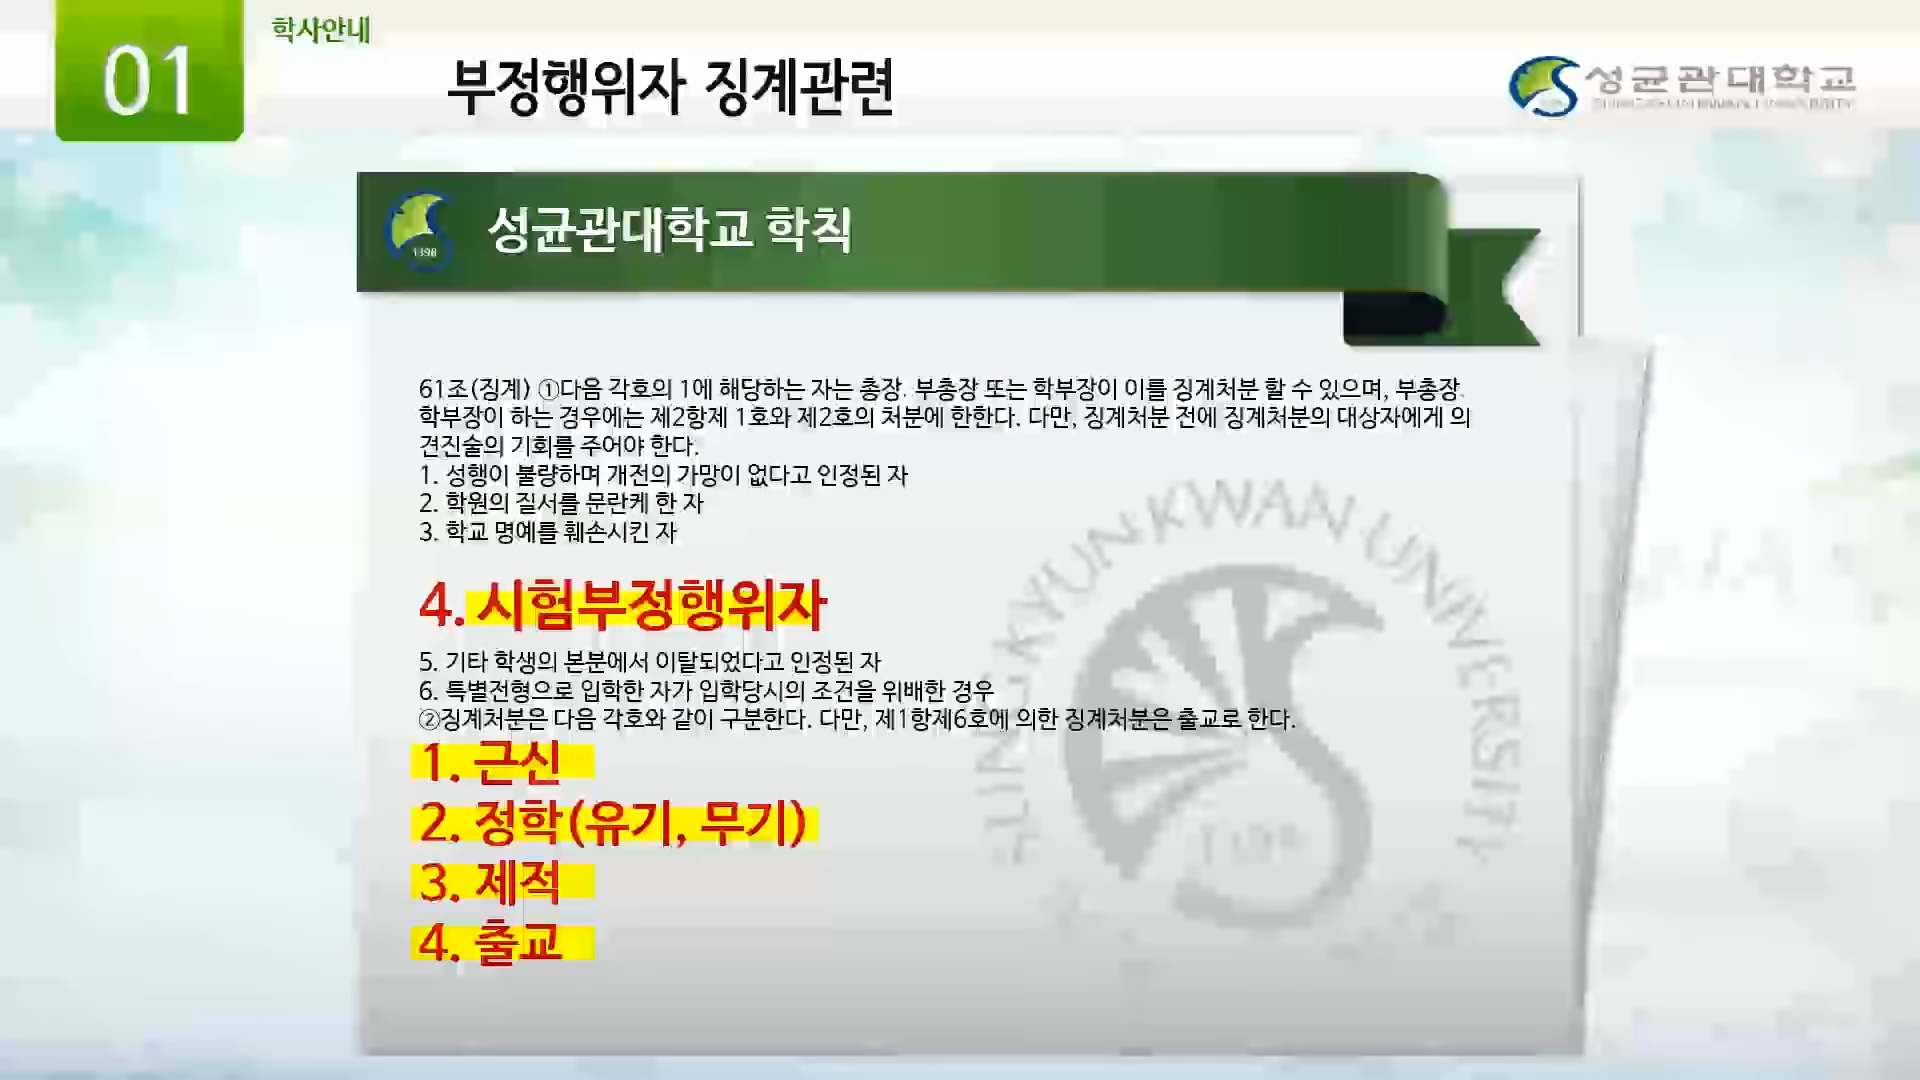 01
학사안내
부정행위자 징계관련
성균관대학교
SUNGKYUNKWAN UNIVERSITY
1398
성균관대학교 학칙
61조(징계) ①다음 각호의 1에 해당하는 자는 총장. 부총장 또는 학부장이 이를 징계처분 할 수 있으며, 부총장.
학부장이 하는 경우에는 제2항제 1호와 제2호의 처분에 한한다. 다만, 징계처분 전에 징계처분의 대상자에게 의
견진술의 기회를 주어야 한다.
1. 성행이 불량하며 개전의 가망이 없다고 인정된 자
2. 학원의 질서를 문란케 한 자
3. 학교 명예를 훼손시킨 자
4. 시험부정행위자
5. 기타 학생의 본분에서 이탈되었다고 인정된 자
6. 특별전형으로 입학한 자가 입학당시의 조건을 위배한 경우
②징계처분은 다음 각호와 같이 구분한다. 다만, 제1항제6호에 의한 징계처분은 출교로 한다.
1. 근신
2. 정학(유기, 무기)
3. 제적
4. 출교
SUNGKYUNKWAN UNIVERSITY
1398